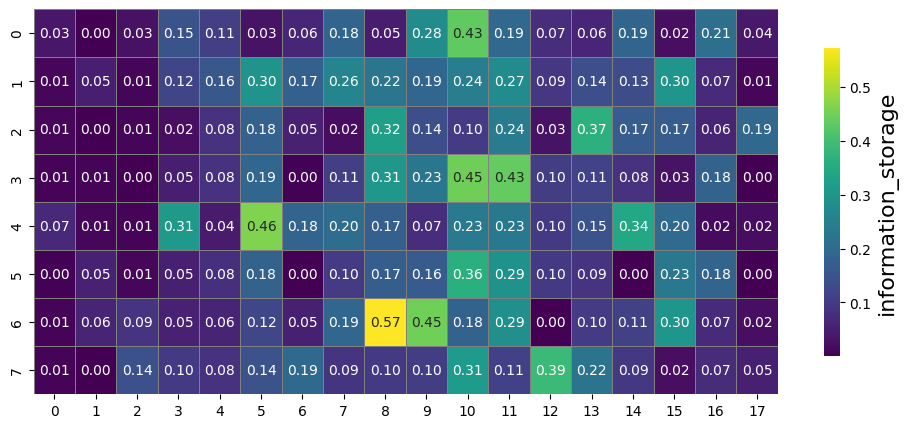 0 0.03 0.00 0.03 0.15 0.11 0.03 0.06 0.18 0.05 0.28 0.43 0.19 0.07 0.06 0.19 0.02 0.21 0.04
1 0.01 0.05 0.01 0.12 0.16 0.30 0.17 0.26 0.22 0.19 0.24 0.27 0.09 0.14 0.13 0.30 0.07 0.01
2 0.01 0.00 0.01 0.02 0.08 0.18 0.05 0.02 0.32 0.14 0.10 0.24 0.03 0.37 0.17 0.17 0.06 0.19
3 0.01 0.01 0.00 0.05 0.08 0.19 0.00 0.11 0.31 0.23 0.45 0.43 0.10 0.11 0.08 0.03 0.18 0.00
4 0.07 0.01 0.01 0.31 0.04 0.46 0.18 0.20 0.17 0.07 0.23 0.23 0.10 0.15 0.34 0.20 0.02 0.02
5 0.00 0.05 0.01 0.05 0.08 0.18 0.00 0.10 0.17 0.16 0.36 0.29 0.10 0.09 0.00 0.23 0.18 0.00
6 0.01 0.06 0.09 0.05 0.06 0.12 0.05 0.19 0.57 0.45 0.18 0.29 0.00 0.10 0.11 0.30 0.07 0.02
7 0.01 0.00 0.14 0.10 0.08 0.14 0.19 0.09 0.10 0.10 0.31 0.11 0.39 0.22 0.09 0.02 0.07 0.05
0 1 2 3 4 5 6 7 8 9 10 11 12 13 14 15 16 17
0.5
0.4
0.3
0.2
0.1
information_storage